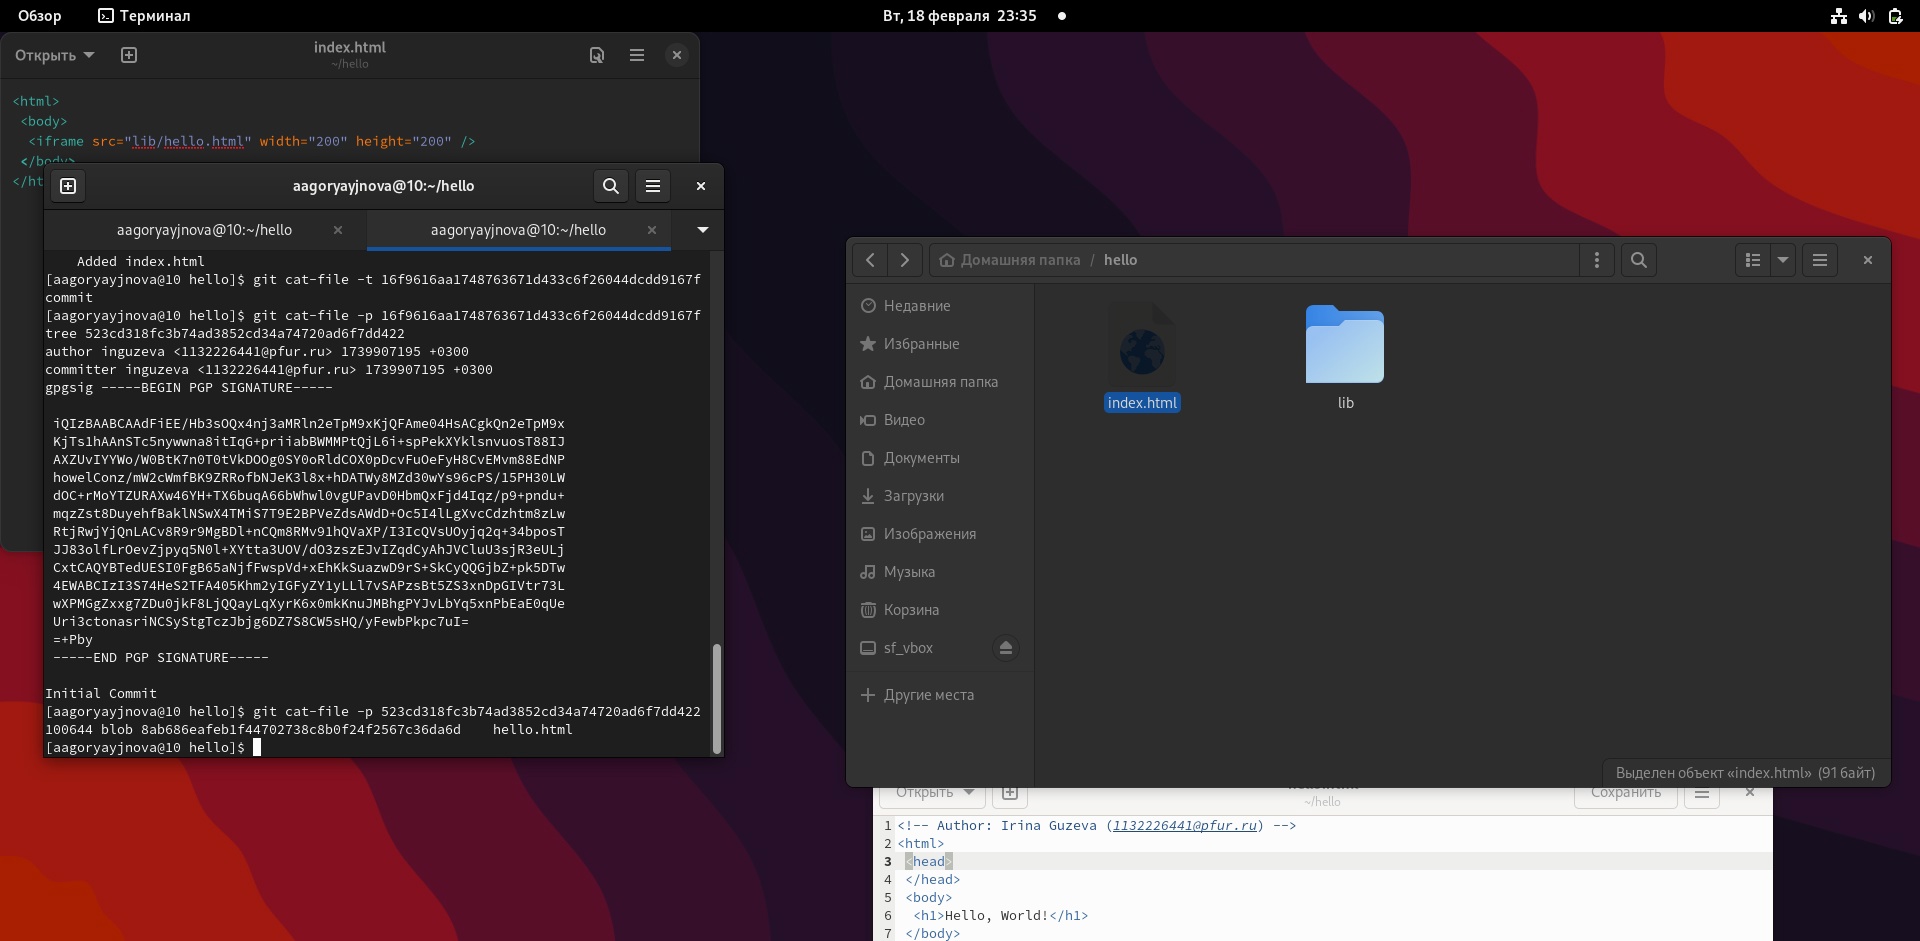 Обзор
Терминал
Вт, 18 февраля 23:35
Открыть
index.html
~/hello
<html>
<body>
<iframe src="lib/hello.html" width="200" height="200" />
</body>
</ht
aagoryayjnova@10:~/hello
aagoryayjnova@10:~/hello
aagoryayjnova@10:~/hello
Added index.html
[aagoryayjnova@10 hello]$ git cat-file -t 16f9616aa1748763671d433c6f26044dcdd9167f
commit
[aagoryayjnova@10 hello]$ git cat-file -p 16f9616aa1748763671d433c6f26044dcdd9167f
tree 523cd318fc3b74ad3852cd34a74720ad6f7dd422
author inguzeva <1132226441@pfur.ru> 1739907195 +0300
committer inguzeva <1132226441@pfur.ru> 1739907195 +0300
gpgsig -----BEGIN PGP SIGNATURE-----
iQIzBAABCAAdFiEE/Hb3sOQx4nj3aMRln2eTpM9xKjQFAme04HsACgkQn2eTpM9x
KjTs1hAAnSTc5nywwna8itIqG+priiabBWMMPtQjL6i+spPekXYklsnvuosT88IJ
AXZUvIYYWo/W0BtK7n0T0tVkDOOg0SY0oRldCOX0pDcvFuOeFyH8CvEMvm88EdNP
howelConz/mW2cWmfBK9ZRRofbNJeK3l8x+hDATWy8MZd30wYs96cPS/15PH30LW
dOC+rMoYTZURAXw46YH+TX6buqA66bWhwl0vgUPavD0HbmQxFjd4Iqz/p9+pndu+
mqzZst8DuyehfBaklNSwX4TMiS7T9E2BPVeZdsAWdD+Oc5I4lLgXvcCdzhtm8zLw
RtjRwjYjQnLACv8R9r9MgBDl+nCQm8RMv91hQVaXP/I3IcQVsUOyjq2q+34bposT
JJ83olfLrOevZjpyq5N0l+XYtta3UOV/dO3zszEJvIZqdCyAhJVCluU3sjR3eULj
CxtCAQYBTedUESI0FgB65aNjfFwspVd+xEhKkSuazwD9rS+SkCyQQGjbZ+pk5DTw
4EWABCIzI3S74HeS2TFA405Khm2yIGFyZY1yLLl7vSAPzsBt5ZS3xnDpGIVtr73L
wXPMGgZxxg7ZDu0jkF8LjQQayLqXyrK6x0mkKnuJMBhgPYJvLbYq5xnPbEaE0qUe
Uri3ctonasriNCSyStgTczJbjg6DZ7S8CW5sHQ/yFewbPkpc7uI=
=+Pby
-----END PGP SIGNATURE-----
Initial Commit
[aagoryayjnova@10 hello]$ git cat-file -p 523cd318fc3b74ad3852cd34a74720ad6f7dd422
100644 blob 8ab686eafeb1f44702738c8b0f24f2567c36da6d    hello.html
[aagoryayjnova@10 hello]$
Домашняя папка / hello
Недавние
Избранные
Домашняя папка
Видео
Документы
Загрузки
Изображения
Музыка
Корзина
sf_vbox
Другие места
index.html
lib
Выделен объект «index.html» (91 байт)
Открыть
~/hello
Сохранить
1 <!-- Author: Irina Guzeva (1132226441@pfur.ru) -->
2 <html>
3 <head>
4 </head>
5 <body>
6 <h1>Hello, World!</h1>
7 </body>